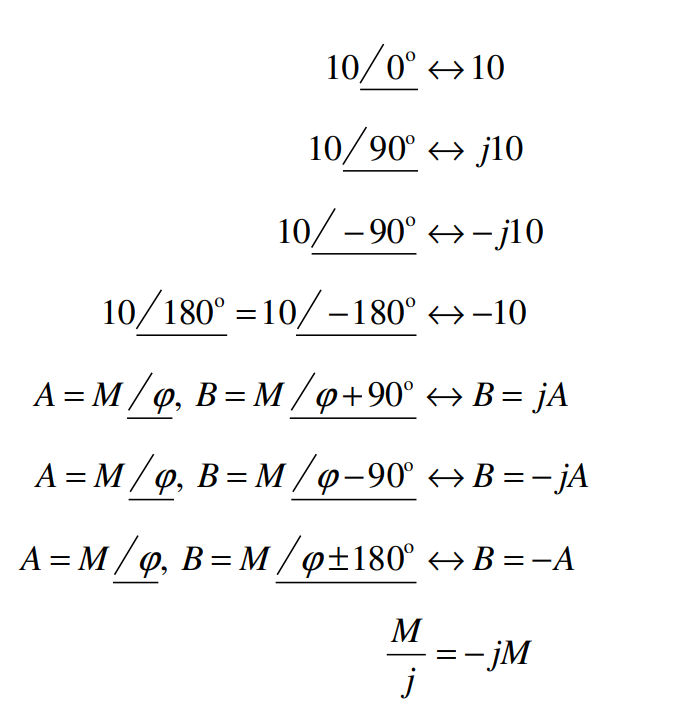 10∠0° ↔ 10
10∠90° ↔ j10
10∠−90° ↔ −j10
10∠180° = 10∠−180° ↔ −10
A = M∠φ, B = M∠φ+90° ↔ B = jA
A = M∠φ, B = M∠φ−90° ↔ B = −jA
A = M∠φ, B = M∠φ±180° ↔ B = −A
M/j = −jM